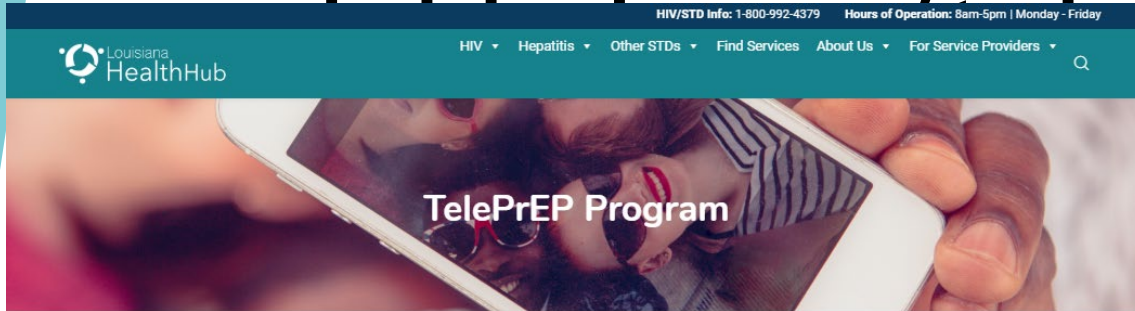 HIV/STD Info: 1-800-992-4379 Hours of Operation: 8am-5pm | Monday - Friday
HIV Hepatitis Other STDs Find Services About Us For Service Providers
Louisiana
HealthHub
TelePrEP Program